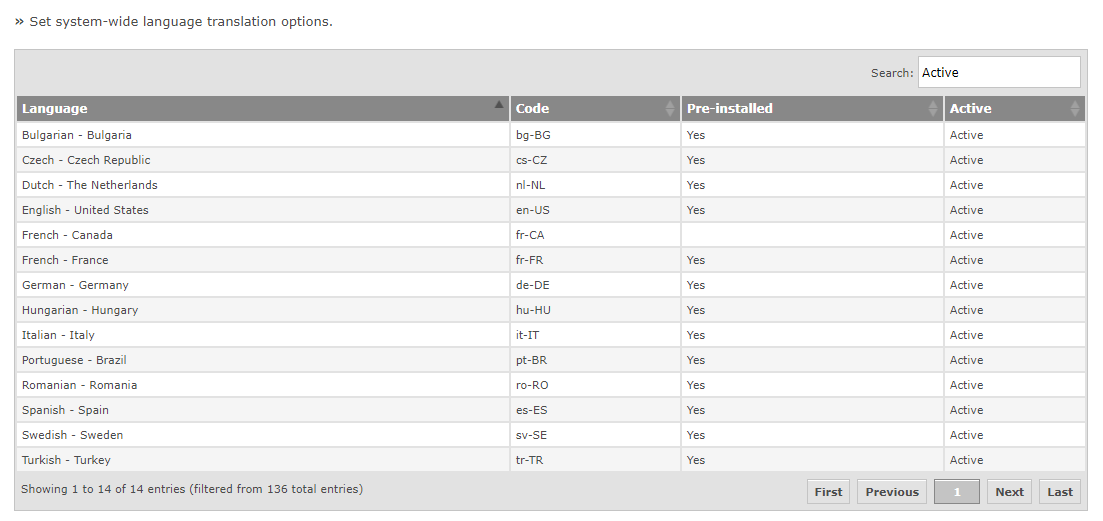 » Set system-wide language translation options.
Search: Active
Language Code Pre-installed Active
Bulgarian - Bulgaria bg-BG Yes Active
Czech - Czech Republic cs-CZ Yes Active
Dutch - The Netherlands nl-NL Yes Active
English - United States en-US Yes Active
French - Canada fr-CA Active
French - France fr-FR Yes Active
German - Germany de-DE Yes Active
Hungarian - Hungary hu-HU Yes Active
Italian - Italy it-IT Yes Active
Portuguese - Brazil pt-BR Yes Active
Romanian - Romania ro-RO Yes Active
Spanish - Spain es-ES Yes Active
Swedish - Sweden sv-SE Yes Active
Turkish - Turkey tr-TR Yes Active
Showing 1 to 14 of 14 entries (filtered from 136 total entries) First Previous 1 Next Last